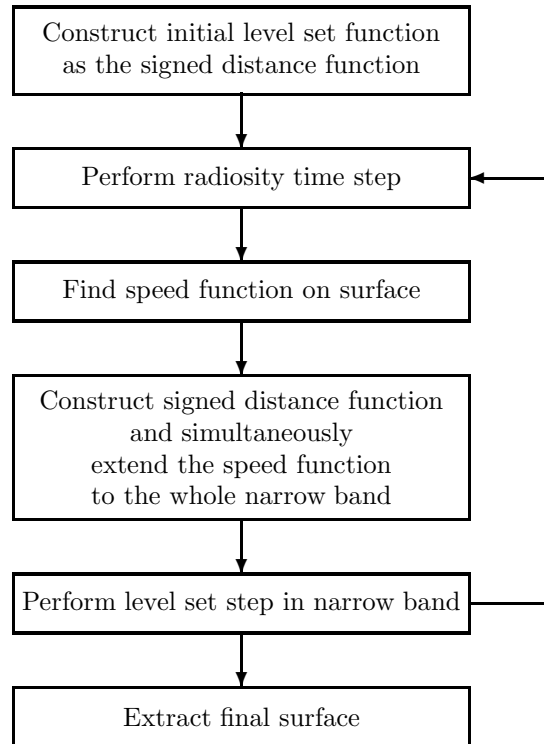 Construct initial level set function
as the signed distance function
Perform radiosity time step
Find speed function on surface
Construct signed distance function
and simultaneously
extend the speed function
to the whole narrow band
Perform level set step in narrow band
Extract final surface